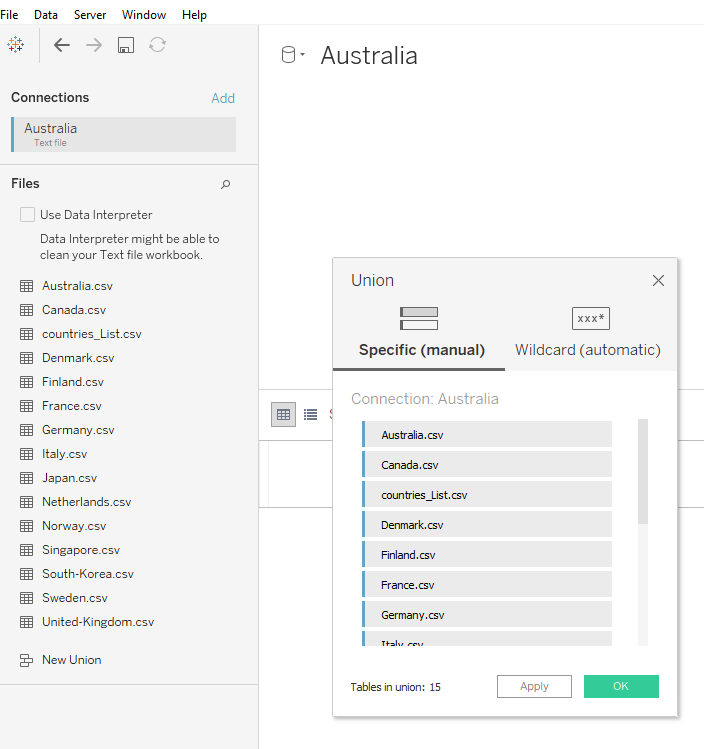 File Data Server Window Help
Australia
Connections Add
Australia
Text file
Files
Use Data Interpreter
Data Interpreter might be able to
clean your Text file workbook.
Australia.csv
Canada.csv
countries_List.csv
Denmark.csv
Finland.csv
France.csv
Germany.csv
Italy.csv
Japan.csv
Netherlands.csv
Norway.csv
Singapore.csv
South-Korea.csv
Sweden.csv
United-Kingdom.csv
New Union
Union
xxx*
Specific (manual) Wildcard (automatic)
Connection: Australia
Australia.csv
Canada.csv
countries_List.csv
Denmark.csv
Finland.csv
France.csv
Germany.csv
Italy.csv
Tables in union: 15 Apply OK